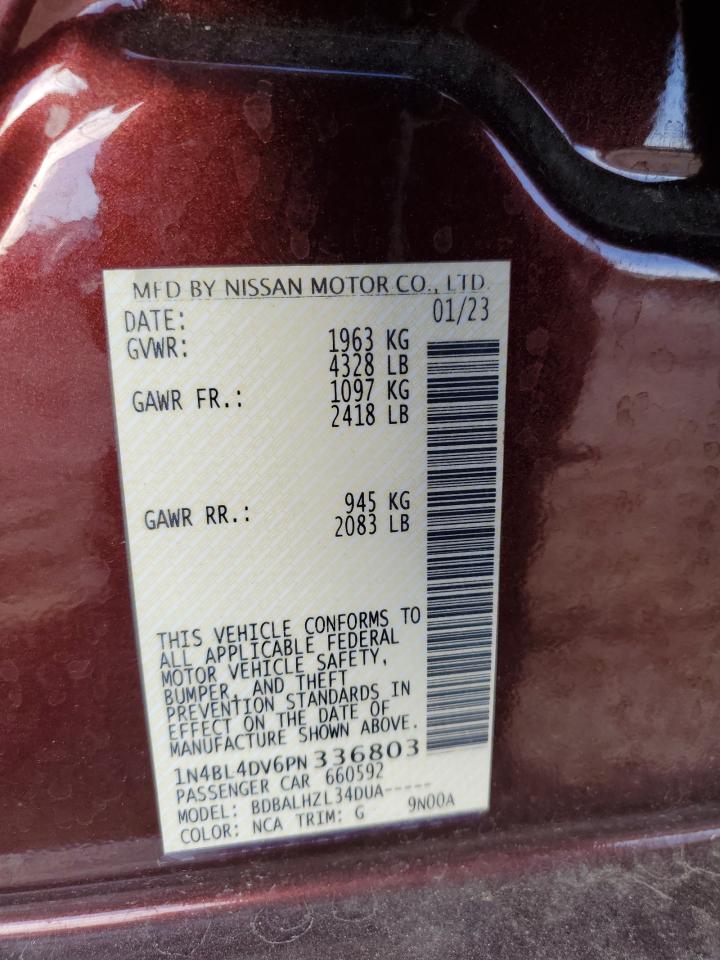 MFD BY NISSAN MOTOR CO., LTD.
DATE: 01/23
GVWR: 1963 KG
4328 LB
GAWR FR.: 1097 KG
2418 LB
GAWR RR.: 945 KG
2083 LB
THIS VEHICLE CONFORMS TO
ALL APPLICABLE FEDERAL
MOTOR VEHICLE SAFETY,
BUMPER, AND THEFT
PREVENTION STANDARDS IN
EFFECT ON THE DATE OF
MANUFACTURE SHOWN ABOVE.
1N4BL4DV6PN336803
PASSENGER CAR 660592
MODEL: BDBALHZL34DUA-----
COLOR: NCA TRIM: G 9N00A